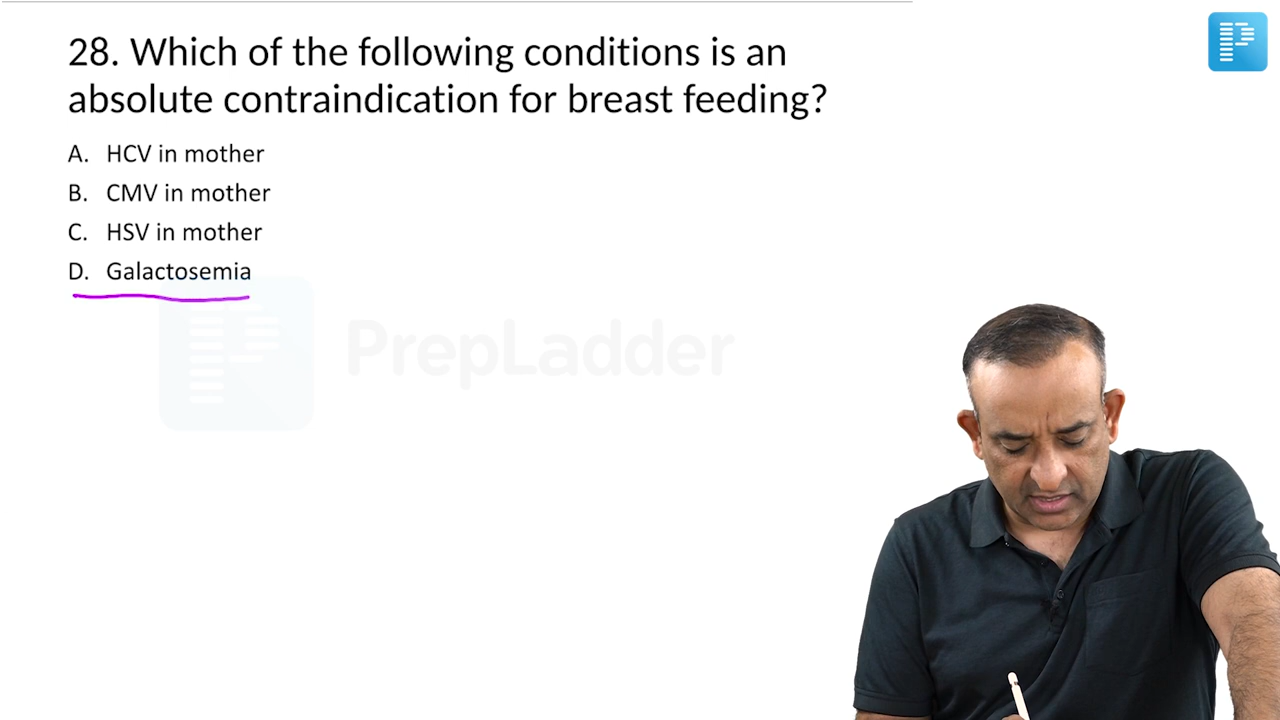 28. Which of the following conditions is an
absolute contraindication for breast feeding?
A. HCV in mother
B. CMV in mother
C. HSV in mother
D. Galactosemia
PrepLadder